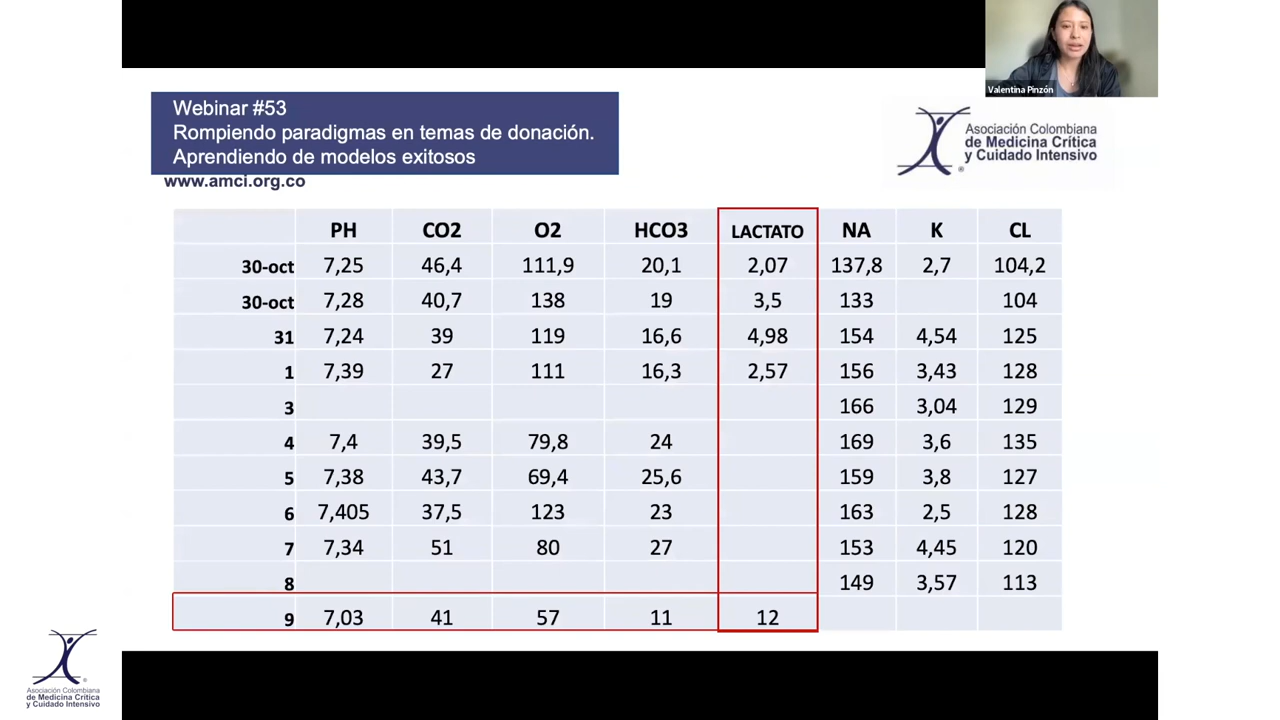 Valentina Pinzón
Webinar #53
Rompiendo paradigmas en temas de donación.
Aprendiendo de modelos exitosos
www.amci.org.co
Asociación Colombiana
de Medicina Crítica
y Cuidado Intensivo
PH CO2 O2 HCO3 LACTATO NA K CL
30-oct 7,25 46,4 111,9 20,1 2,07 137,8 2,7 104,2
30-oct 7,28 40,7 138 19 3,5 133 104
31 7,24 39 119 16,6 4,98 154 4,54 125
1 7,39 27 111 16,3 2,57 156 3,43 128
3 166 3,04 129
4 7,4 39,5 79,8 24 169 3,6 135
5 7,38 43,7 69,4 25,6 159 3,8 127
6 7,405 37,5 123 23 163 2,5 128
7 7,34 51 80 27 153 4,45 120
8 149 3,57 113
9 7,03 41 57 11 12
Asociación Colombiana
de Medicina Crítica
y Cuidado Intensivo